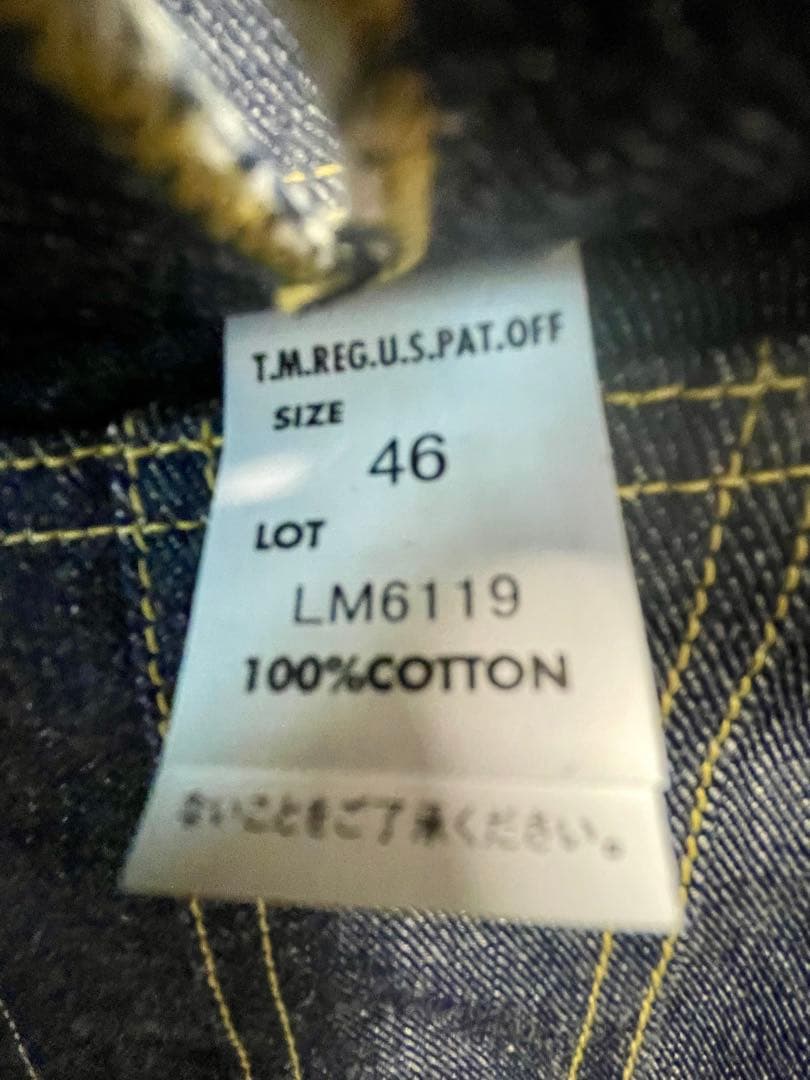 T.M.REG.U.S.PAT.OFF
SIZE
46
LOT
LM6119
100%COTTON
ないことをご了承ください。